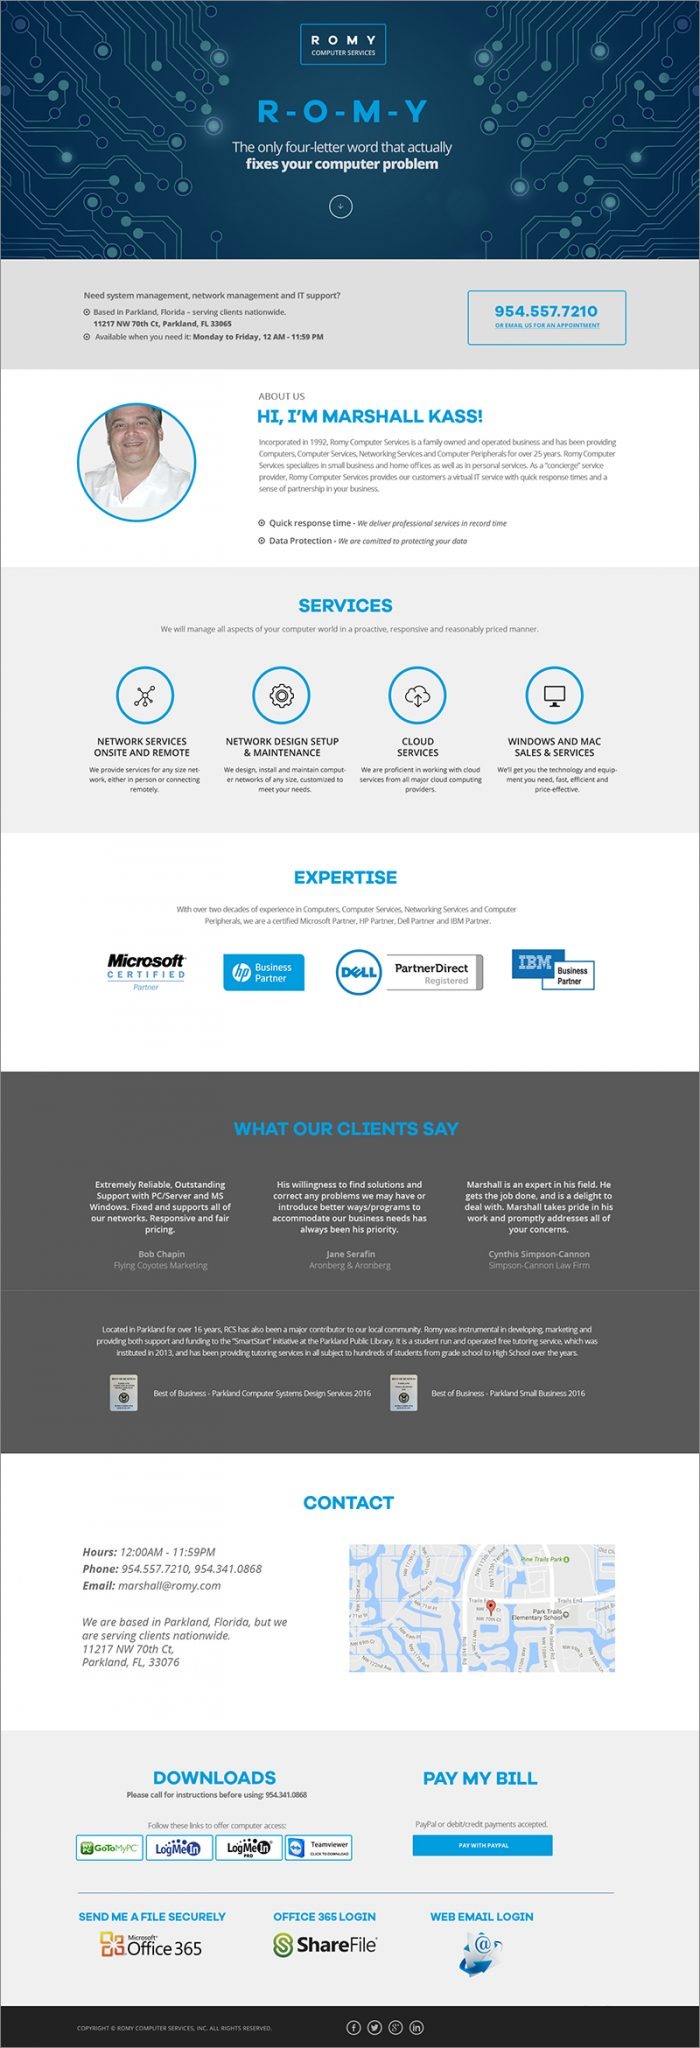 ROMY
COMPUTER SERVICES
R-O-M-Y
The only four-letter word that actually
fixes your computer problem
Need system management, network management and IT support?
Based in Parkland, Florida – serving clients nationwide.
11217 NW 70th Ct, Parkland, FL 33065
Available when you need it: Monday to Friday, 12 AM - 11:59 PM
954.557.7210
OR EMAIL US FOR AN APPOINTMENT
ABOUT US
HI, I'M MARSHALL KASS!
Incorporated in 1992, Romy Computer Services is a family owned and operated business and has been providing
Computers, Computer Services, Networking Services and Computer Peripherals for over 25 years. Romy Computer
Services specializes in small business and home offices as well as in personal services. As a "concierge" service
provider, Romy Computer Services provides our customers a virtual IT service with quick response times and a
sense of partnership in your business.
Quick response time - We deliver professional services in record time
Data Protection - We are comitted to protecting your data
SERVICES
We will manage all aspects of your computer world in a proactive, responsive and reasonably priced manner.
NETWORK SERVICES
ONSITE AND REMOTE
We provide services for any size net-
work, either in person or connecting
remotely.
NETWORK DESIGN SETUP
& MAINTENANCE
We design, install and maintain comput-
er networks of any size, customized to
meet your needs.
CLOUD
SERVICES
We are proficient in working with cloud
services from all major cloud computing
providers.
WINDOWS AND MAC
SALES & SERVICES
We'll get you the technology and equip-
ment you need, fast, efficient and
price-effective.
EXPERTISE
With over two decades of experience in Computers, Computer Services, Networking Services and Computer
Peripherals, we are a certified Microsoft Partner, HP Partner, Dell Partner and IBM Partner.
Microsoft
CERTIFIED
Partner
hp Business
Partner
DELL
PartnerDirect
Registered
IBM
Business
Partner
WHAT OUR CLIENTS SAY
Extremely Reliable, Outstanding
Support with PC/Server and MS
Windows. Fixed and supports all of
our networks. Responsive and fair
pricing.
Bob Chapin
Flying Coyotes Marketing
His willingness to find solutions and
correct any problems we may have or
introduce better ways/programs to
accommodate our business needs has
always been his priority.
Jane Serafin
Aronberg & Aronberg
Marshall is an expert in his field. He
gets the job done, and is a delight to
deal with. Marshall takes pride in his
work and promptly addresses all of
your concerns.
Cynthis Simpson-Cannon
Simpson-Cannon Law Firm
Located in Parkland for over 16 years, RCS has also been a major contributor to our local community. Romy was instrumental in developing, marketing and
providing both support and funding to the "SmartStart" initiative at the Parkland Public Library. It is a student run and operated free tutoring service, which was
instituted in 2013, and has been providing tutoring services in all subject to hundreds of students from grade school to High School over the years.
Best of Business - Parkland Computer Systems Design Services 2016
Best of Business - Parkland Small Business 2016
CONTACT
Hours: 12:00AM - 11:59PM
Phone: 954.557.7210, 954.341.0868
Email: marshall@romy.com
We are based in Parkland, Florida, but we
are serving clients nationwide.
11217 NW 70th Ct,
Parkland, FL, 33076
Pine Trails Park
Trails End
NW 70th Ct
Park Trails
Elementary School
DOWNLOADS
Please call for instructions before using: 954.341.0868
Follow these links to offer computer access:
GoToMyPC
LogMeIn
LogMeIn
PRO
Teamviewer
CLICK TO DOWNLOAD
PAY MY BILL
PayPal or debit/credit payments accepted.
PAY WITH PAYPAL
SEND ME A FILE SECURELY
Microsoft
Office 365
OFFICE 365 LOGIN
ShareFile
WEB EMAIL LOGIN
@
COPYRIGHT © ROMY COMPUTER SERVICES, INC. ALL RIGHTS RESERVED.